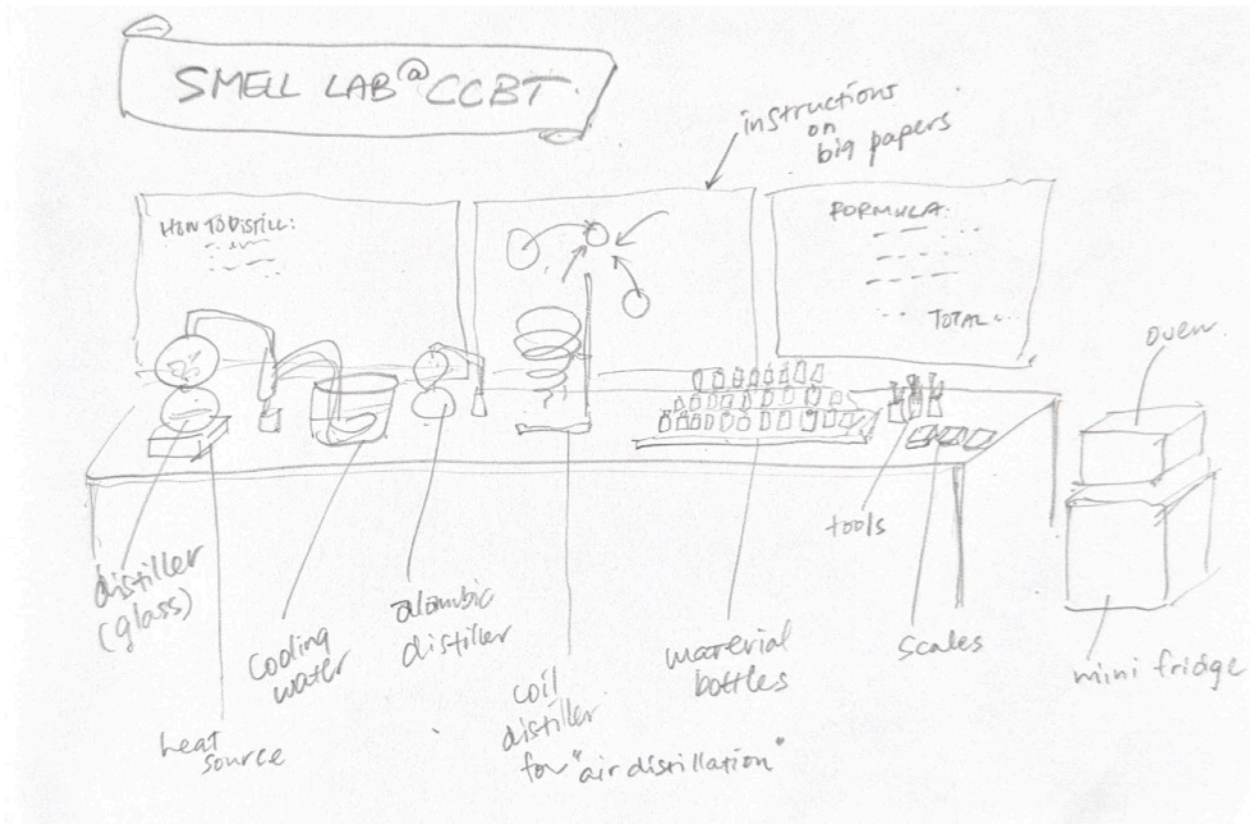 SMELL LAB @ CCBT
instructions
on
big papers
HOW TO DISTILL:
FORMULA:
TOTAL
oven
tools
distiller
(glass)
cooling
water
alambic
distiller
material
bottles
scales
mini fridge
coil
distiller
for "air distillation"
heat
source